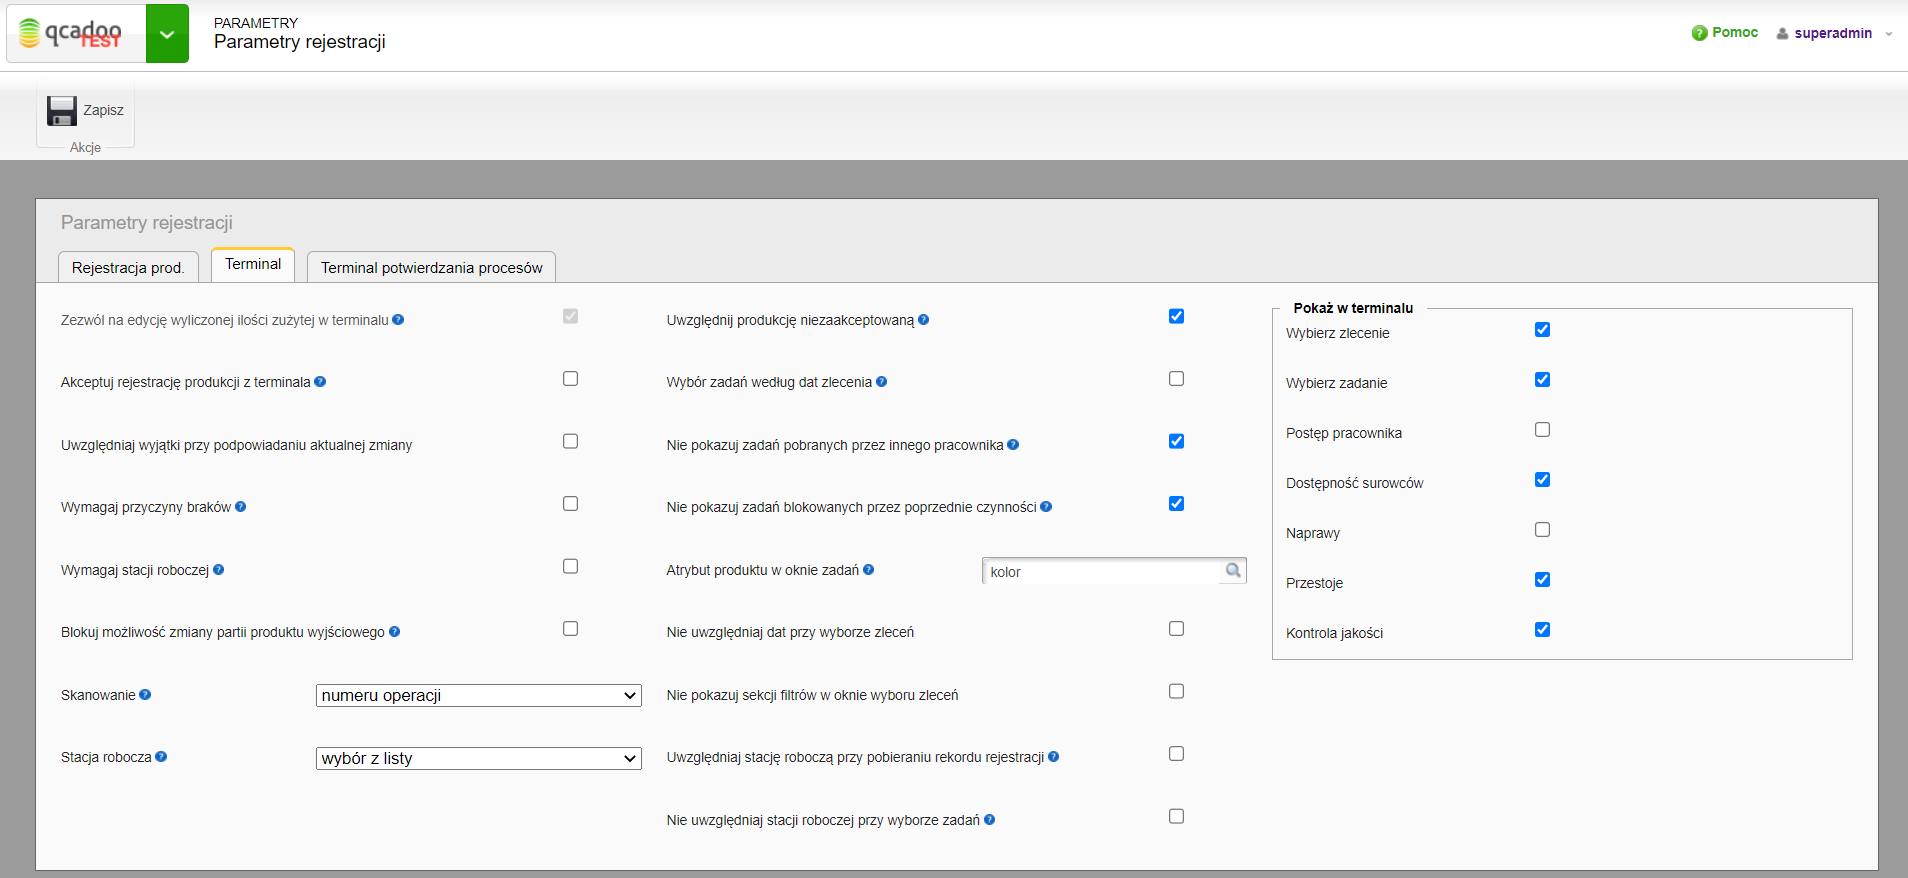 qcadoo
TEST
PARAMETRY
Parametry rejestracji
Pomoc
superadmin
Zapisz
Akcje
Parametry rejestracji
Rejestracja prod.
Terminal
Terminal potwierdzania procesów
Zezwól na edycję wyliczonej ilości zużytej w terminalu
Akceptuj rejestrację produkcji z terminala
Uwzględniaj wyjątki przy podpowiadaniu aktualnej zmiany
Wymagaj przyczyny braków
Wymagaj stacji roboczej
Blokuj możliwość zmiany partii produktu wyjściowego
Skanowanie
numeru operacji
Stacja robocza
wybór z listy
Uwzględnij produkcję niezaakceptowaną
Wybór zadań według dat zlecenia
Nie pokazuj zadań pobranych przez innego pracownika
Nie pokazuj zadań blokowanych przez poprzednie czynności
Atrybut produktu w oknie zadań
kolor
Nie uwzględniaj dat przy wyborze zleceń
Nie pokazuj sekcji filtrów w oknie wyboru zleceń
Uwzględniaj stację roboczą przy pobieraniu rekordu rejestracji
Nie uwzględniaj stacji roboczej przy wyborze zadań
Pokaż w terminalu
Wybierz zlecenie
Wybierz zadanie
Postęp pracownika
Dostępność surowców
Naprawy
Przestoje
Kontrola jakości